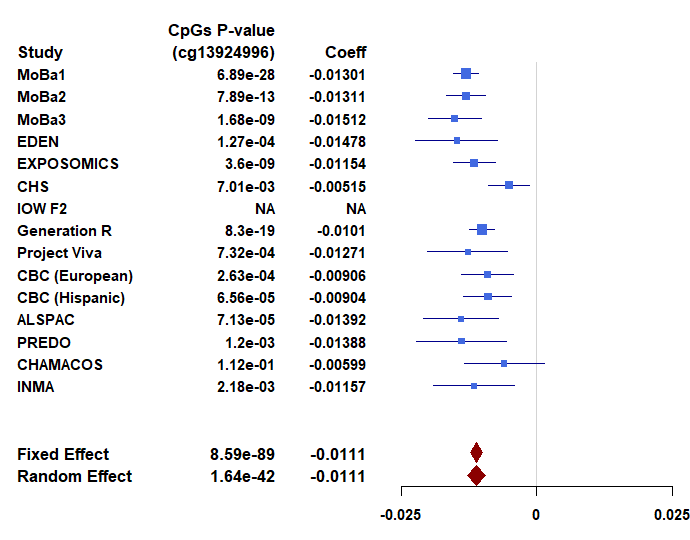 CpGs P-value
Study (cg13924996) Coeff
MoBa1 6.89e-28 -0.01301
MoBa2 7.89e-13 -0.01311
MoBa3 1.68e-09 -0.01512
EDEN 1.27e-04 -0.01478
EXPOSOMICS 3.6e-09 -0.01154
CHS 7.01e-03 -0.00515
IOW F2 NA NA
Generation R 8.3e-19 -0.0101
Project Viva 7.32e-04 -0.01271
CBC (European) 2.63e-04 -0.00906
CBC (Hispanic) 6.56e-05 -0.00904
ALSPAC 7.13e-05 -0.01392
PREDO 1.2e-03 -0.01388
CHAMACOS 1.12e-01 -0.00599
INMA 2.18e-03 -0.01157
Fixed Effect 8.59e-89 -0.0111
Random Effect 1.64e-42 -0.0111
-0.025 0 0.025